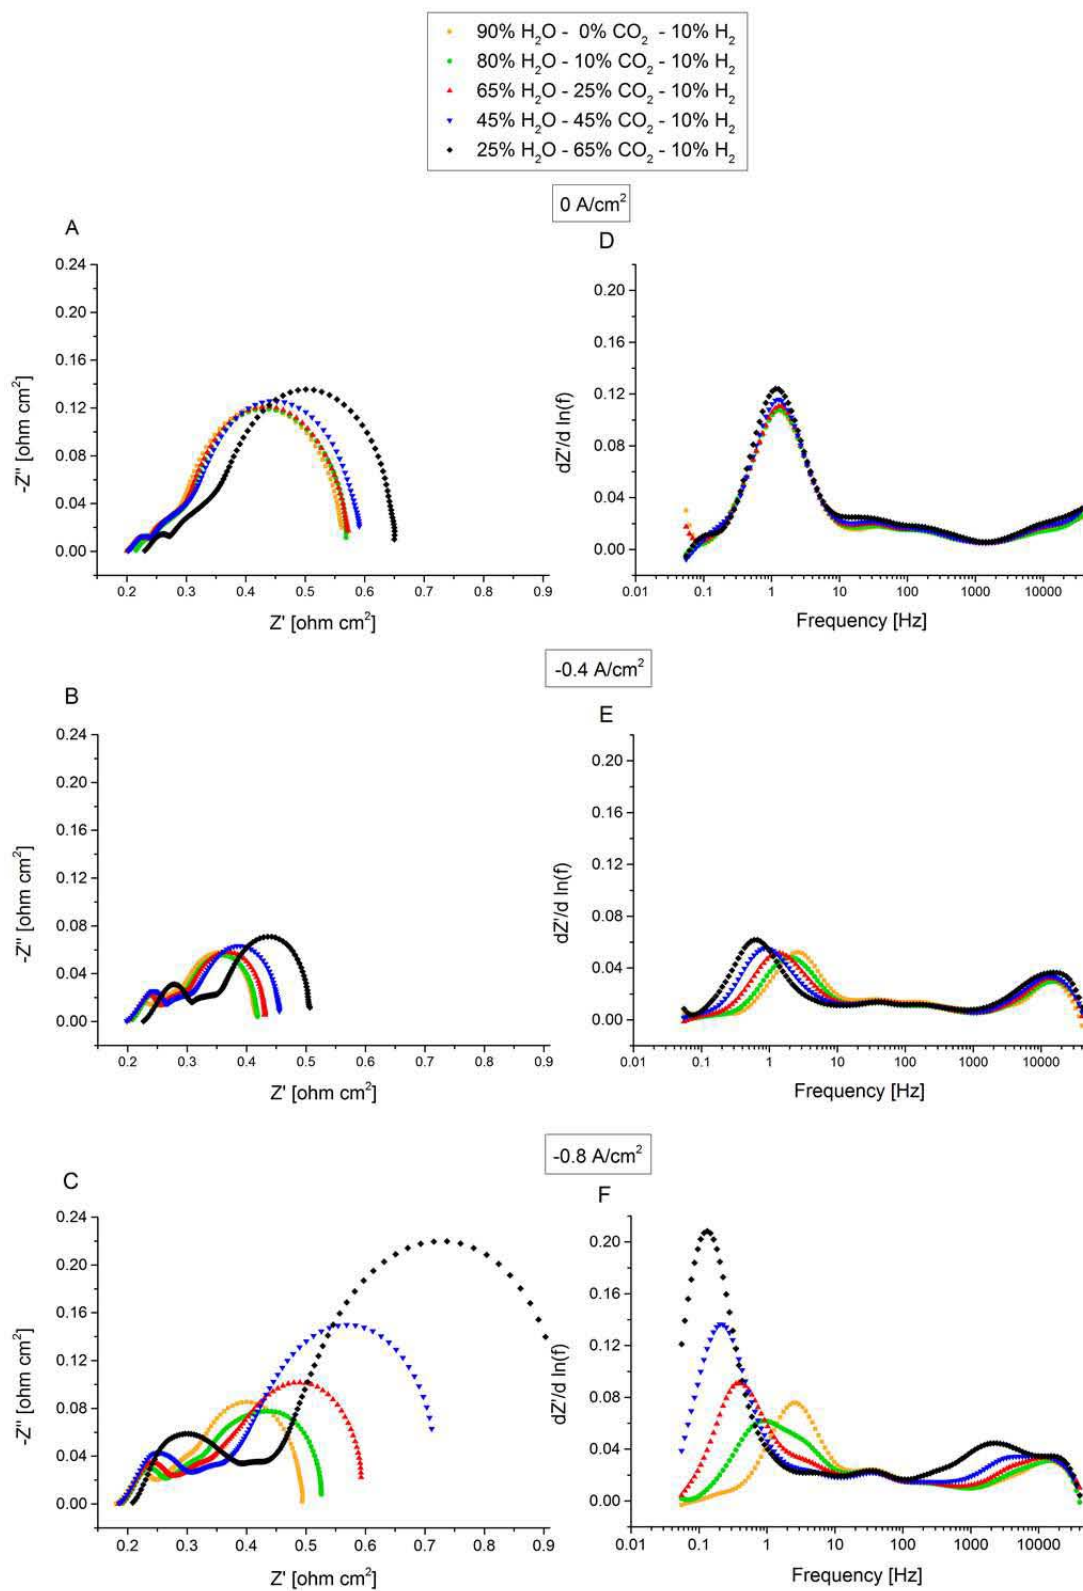 90% H₂O - 0% CO₂ - 10% H₂
80% H₂O - 10% CO₂ - 10% H₂
65% H₂O - 25% CO₂ - 10% H₂
45% H₂O - 45% CO₂ - 10% H₂
25% H₂O - 65% CO₂ - 10% H₂
0 A/cm²
A
0.24
0.20
0.16
0.12
0.08
0.04
0.00
-Z" [ohm cm²]
0.2 0.3 0.4 0.5 0.6 0.7 0.8 0.9
Z' [ohm cm²]
D
0.20
0.16
0.12
0.08
0.04
0.00
dZ'/d ln(f)
0.01 0.1 1 10 100 1000 10000
Frequency [Hz]
-0.4 A/cm²
B
0.24
0.20
0.16
0.12
0.08
0.04
0.00
-Z" [ohm cm²]
0.2 0.3 0.4 0.5 0.6 0.7 0.8 0.9
Z' [ohm cm²]
E
0.20
0.16
0.12
0.08
0.04
0.00
dZ'/d ln(f)
0.01 0.1 1 10 100 1000 10000
Frequency [Hz]
-0.8 A/cm²
C
0.24
0.20
0.16
0.12
0.08
0.04
0.00
-Z" [ohm cm²]
0.2 0.3 0.4 0.5 0.6 0.7 0.8 0.9
Z' [ohm cm²]
F
0.20
0.16
0.12
0.08
0.04
0.00
dZ'/d ln(f)
0.01 0.1 1 10 100 1000 10000
Frequency [Hz]